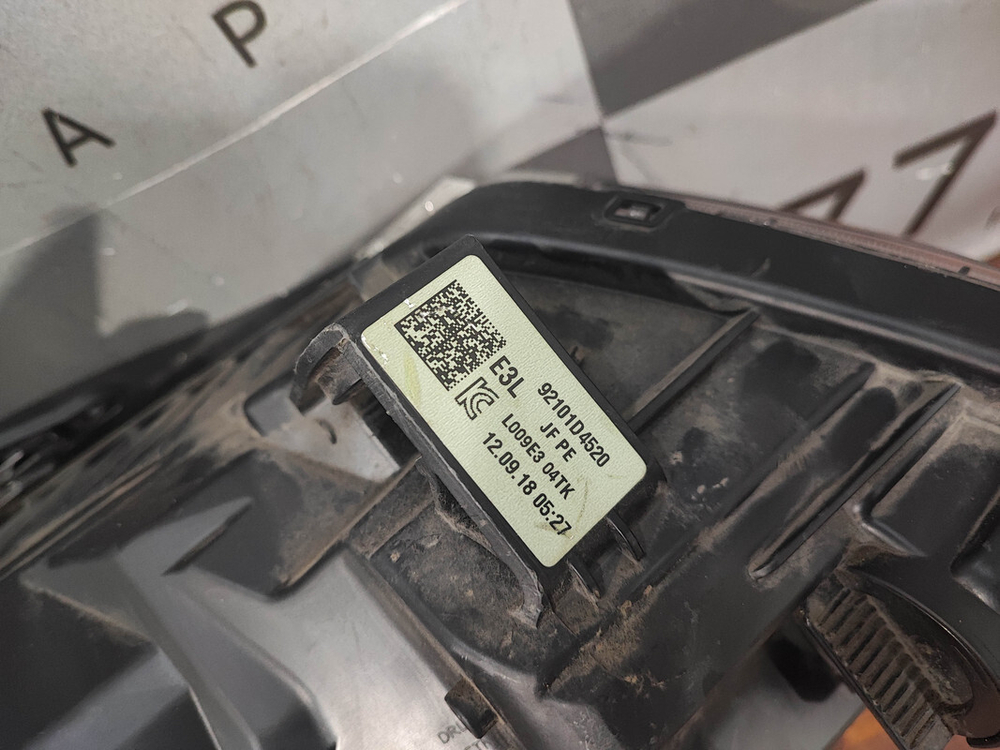 A P
E3L 92101D4520
JF PE
L009E3 04TK
12.09.18 05:27